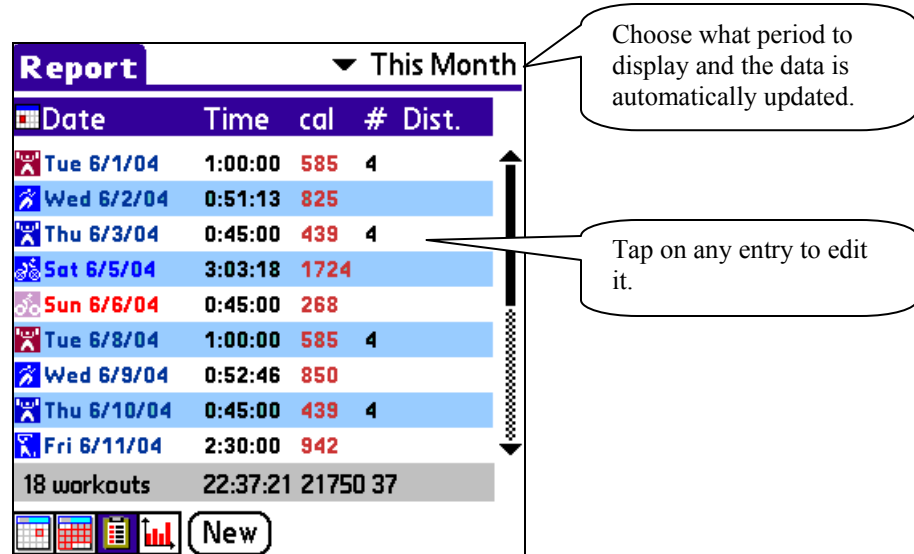 Report
This Month
Choose what period to
display and the data is
automatically updated.
Date Time cal # Dist.
Tue 6/1/04 1:00:00 585 4
Wed 6/2/04 0:51:13 825
Thu 6/3/04 0:45:00 439 4
Tap on any entry to edit
it.
Sat 6/5/04 3:03:18 1724
Sun 6/6/04 0:45:00 268
Tue 6/8/04 1:00:00 585 4
Wed 6/9/04 0:52:46 850
Thu 6/10/04 0:45:00 439 4
Fri 6/11/04 2:30:00 942
18 workouts 22:37:21 21750 37
New